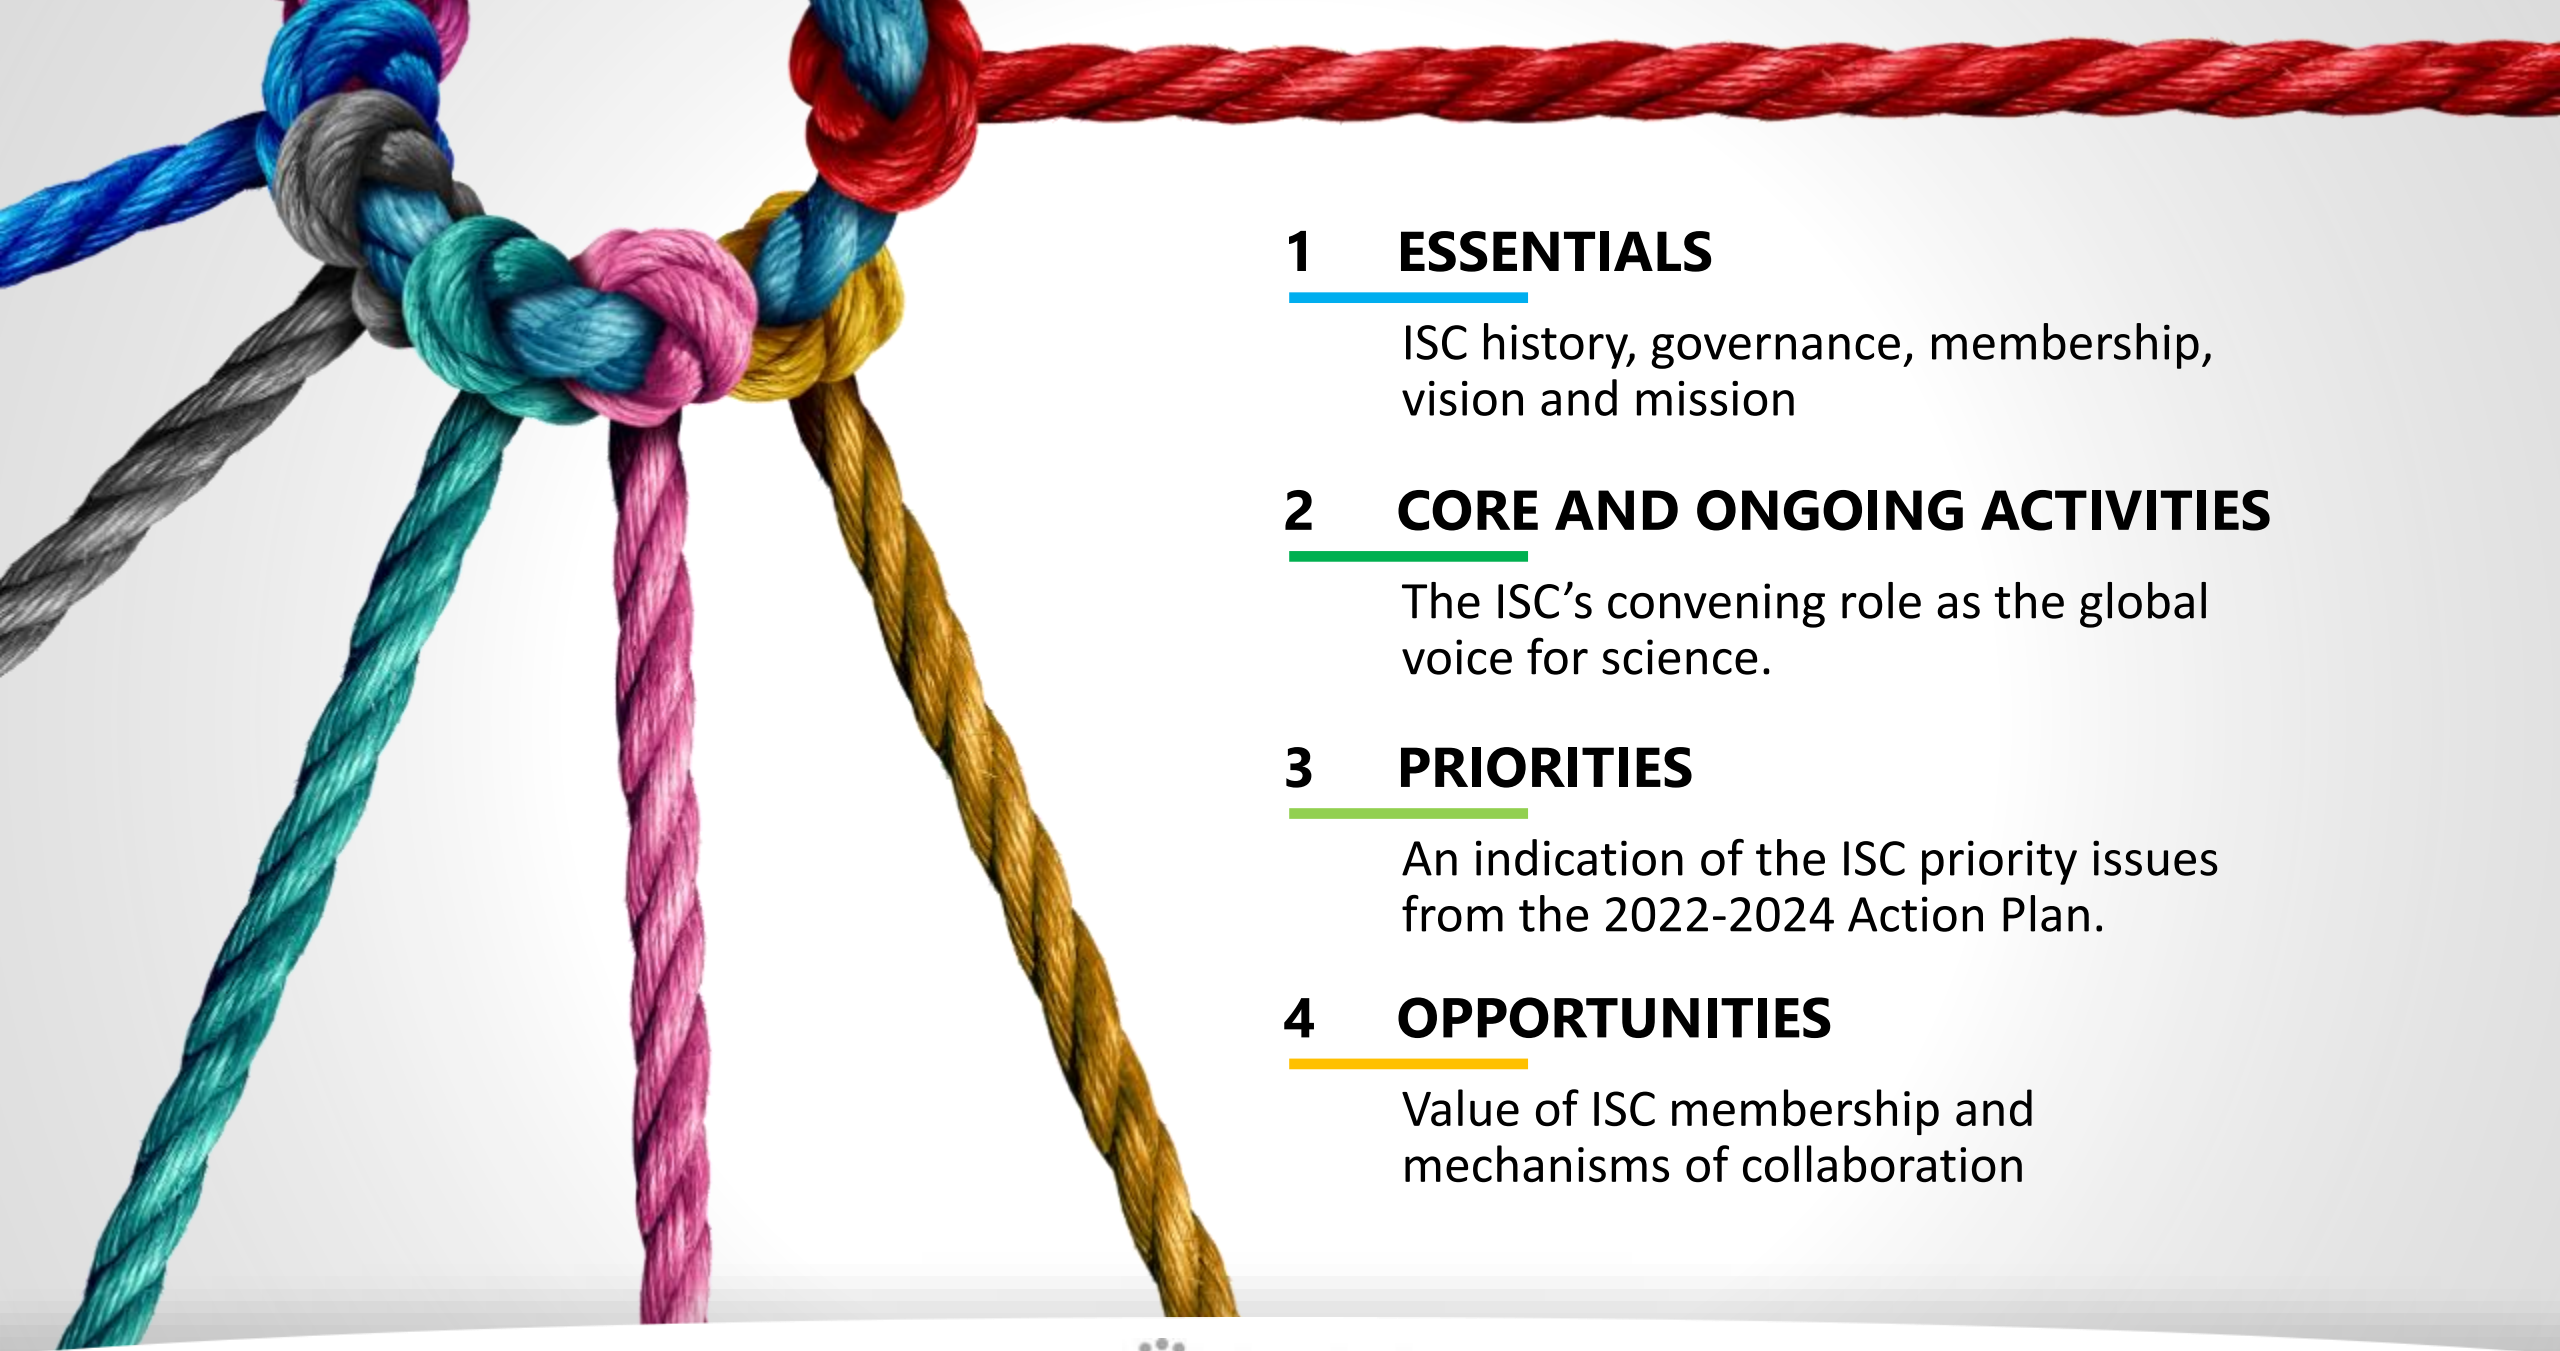 1 ESSENTIALS
ISC history, governance, membership,
vision and mission
2 CORE AND ONGOING ACTIVITIES
The ISC’s convening role as the global
voice for science.
3 PRIORITIES
An indication of the ISC priority issues
from the 2022-2024 Action Plan.
4 OPPORTUNITIES
Value of ISC membership and
mechanisms of collaboration